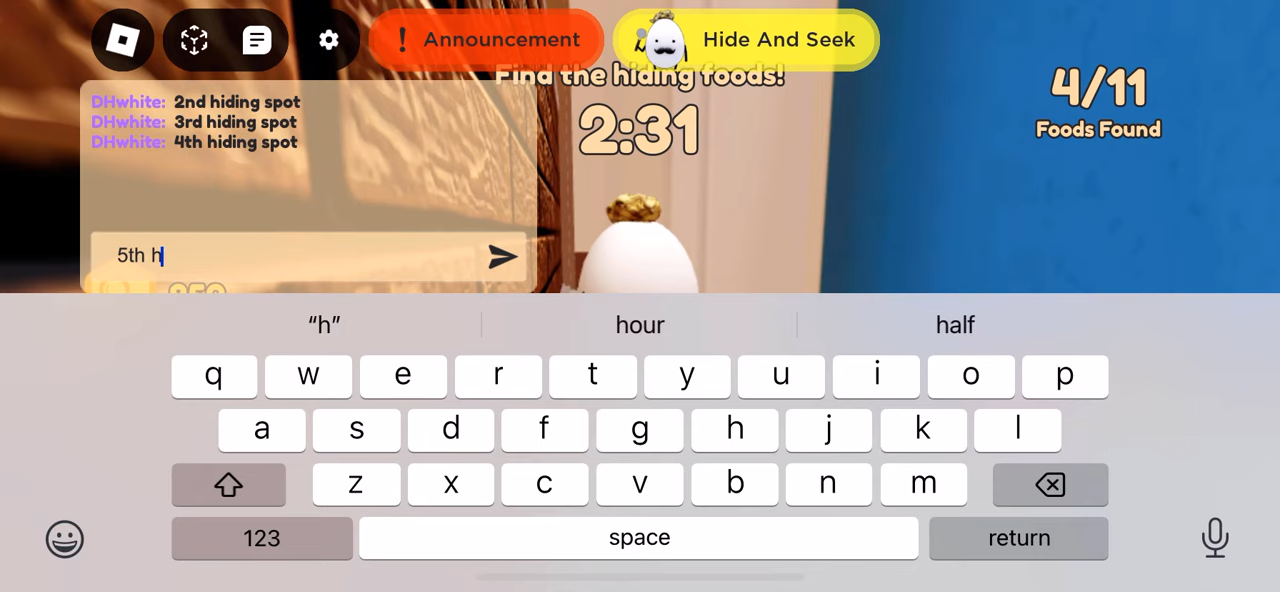 ! Announcement
Hide And Seek
Find the hiding foods!
2:31
4/11
Foods Found
DHwhite: 2nd hiding spot
DHwhite: 3rd hiding spot
DHwhite: 4th hiding spot
5th h
“h” hour half
q w e r t y u i o p
a s d f g h j k l
z x c v b n m
123 space return